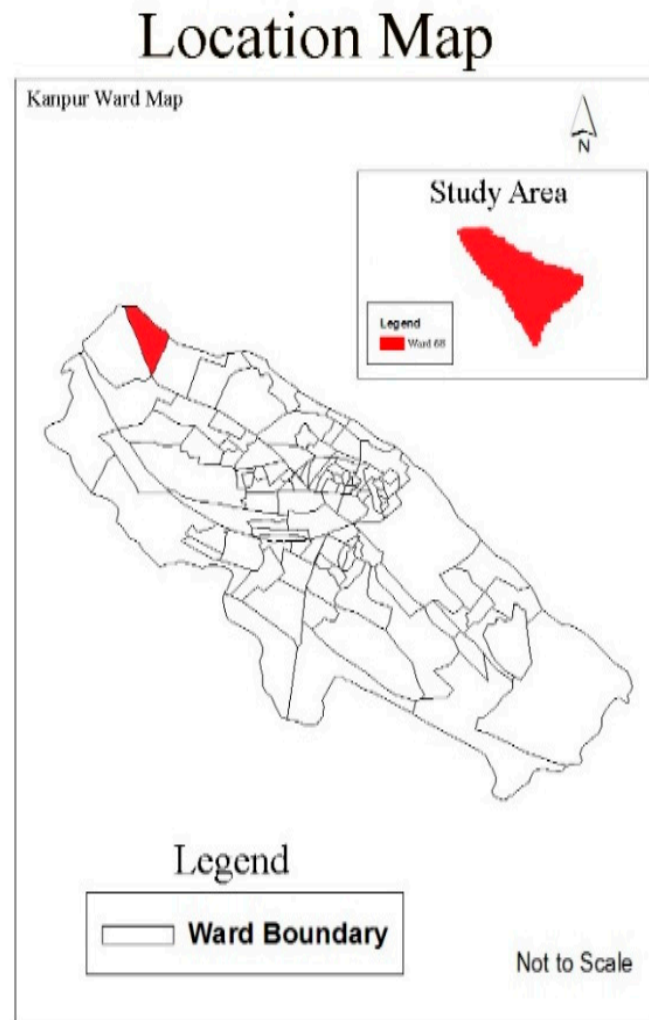 Location Map
Kanpur Ward Map
N
Study Area
Legend
Ward 68
Legend
Ward Boundary
Not to Scale